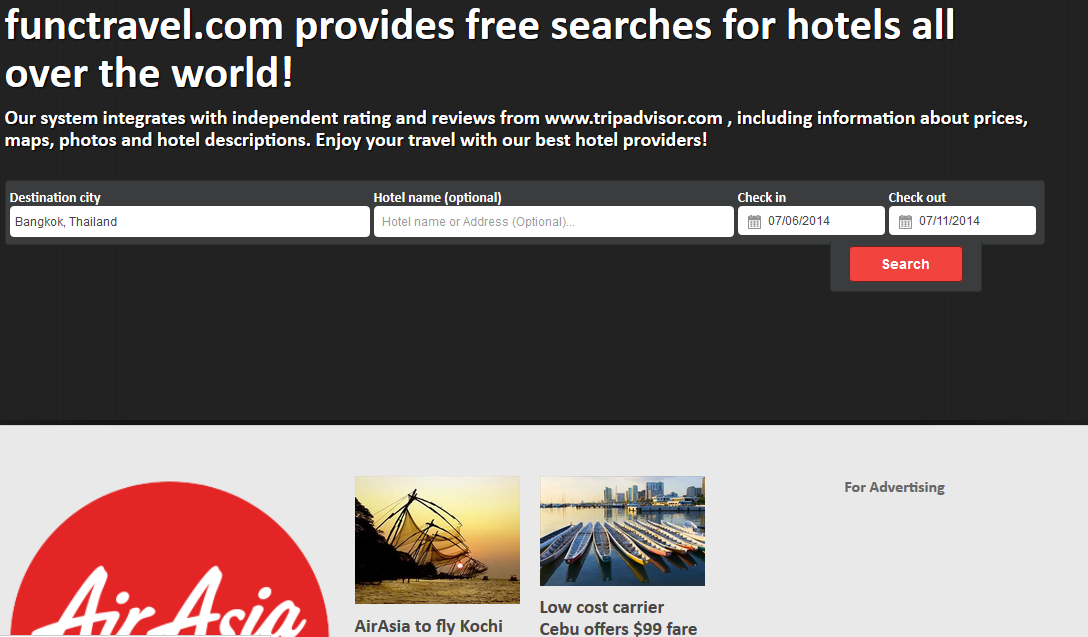 functravel.com provides free searches for hotels all
over the world!
Our system integrates with independent rating and reviews from www.tripadvisor.com , including information about prices,
maps, photos and hotel descriptions. Enjoy your travel with our best hotel providers!
Destination city
Hotel name (optional)
Check in
Check out
Bangkok, Thailand
Hotel name or Address (Optional)...
07/06/2014
07/11/2014
Search
For Advertising
AirAsia
AirAsia to fly Kochi
Low cost carrier
Cebu offers $99 fare